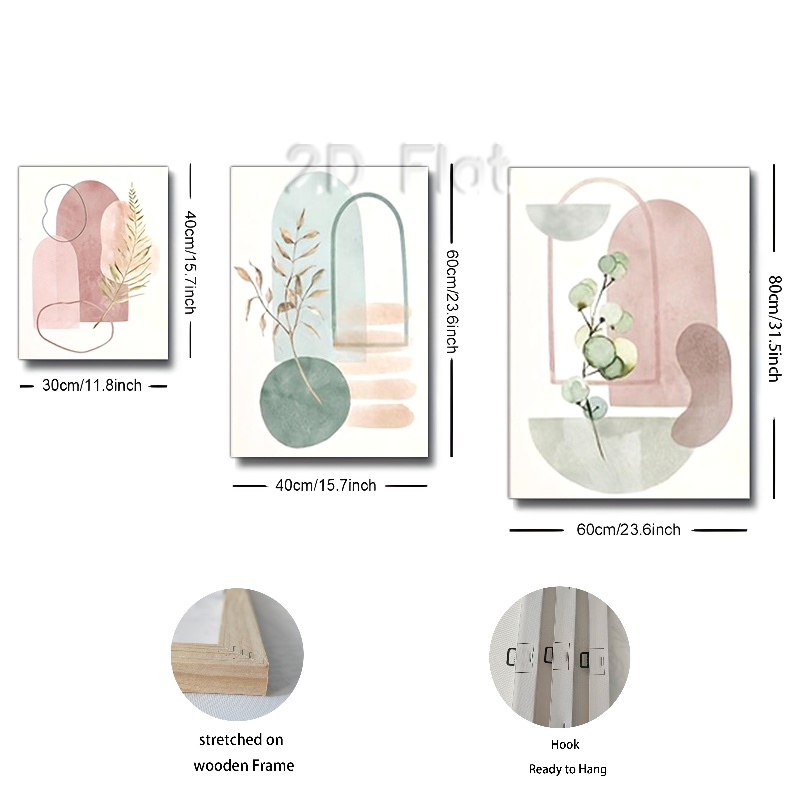 2D Flat
40cm/15.7inch
30cm/11.8inch
60cm/23.6inch
40cm/15.7inch
80cm/31.5inch
60cm/23.6inch
stretched on
wooden Frame
Hook
Ready to Hang